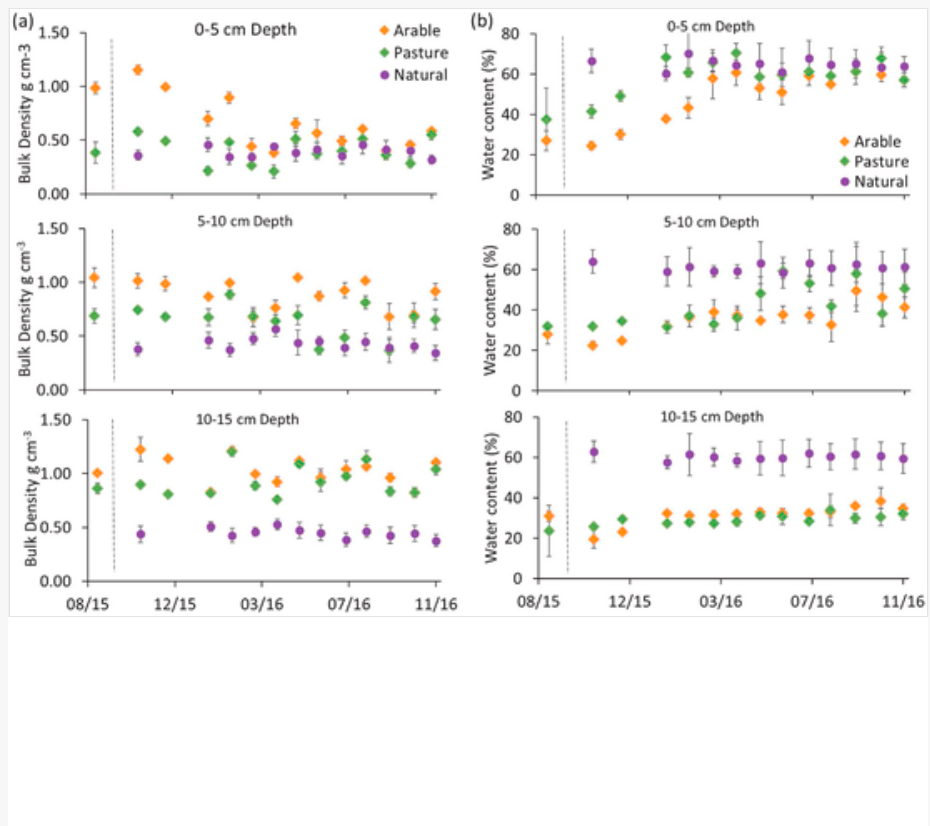 (a)
0-5 cm Depth
Arable
Pasture
Natural
Bulk Density g cm-3
1.50
1.00
0.50
0.00
5-10 cm Depth
Bulk Density g cm⁻³
1.50
1.00
0.50
0.00
10-15 cm Depth
Bulk Density g cm⁻³
1.50
1.00
0.50
0.00
08/15 12/15 03/16 07/16 11/16
(b)
0-5 cm Depth
Water content (%)
80
60
40
20
0
Arable
Pasture
Natural
5-10 cm Depth
Water content (%)
80
60
40
20
0
10-15 cm Depth
Water content (%)
80
60
40
20
0
08/15 12/15 03/16 07/16 11/16